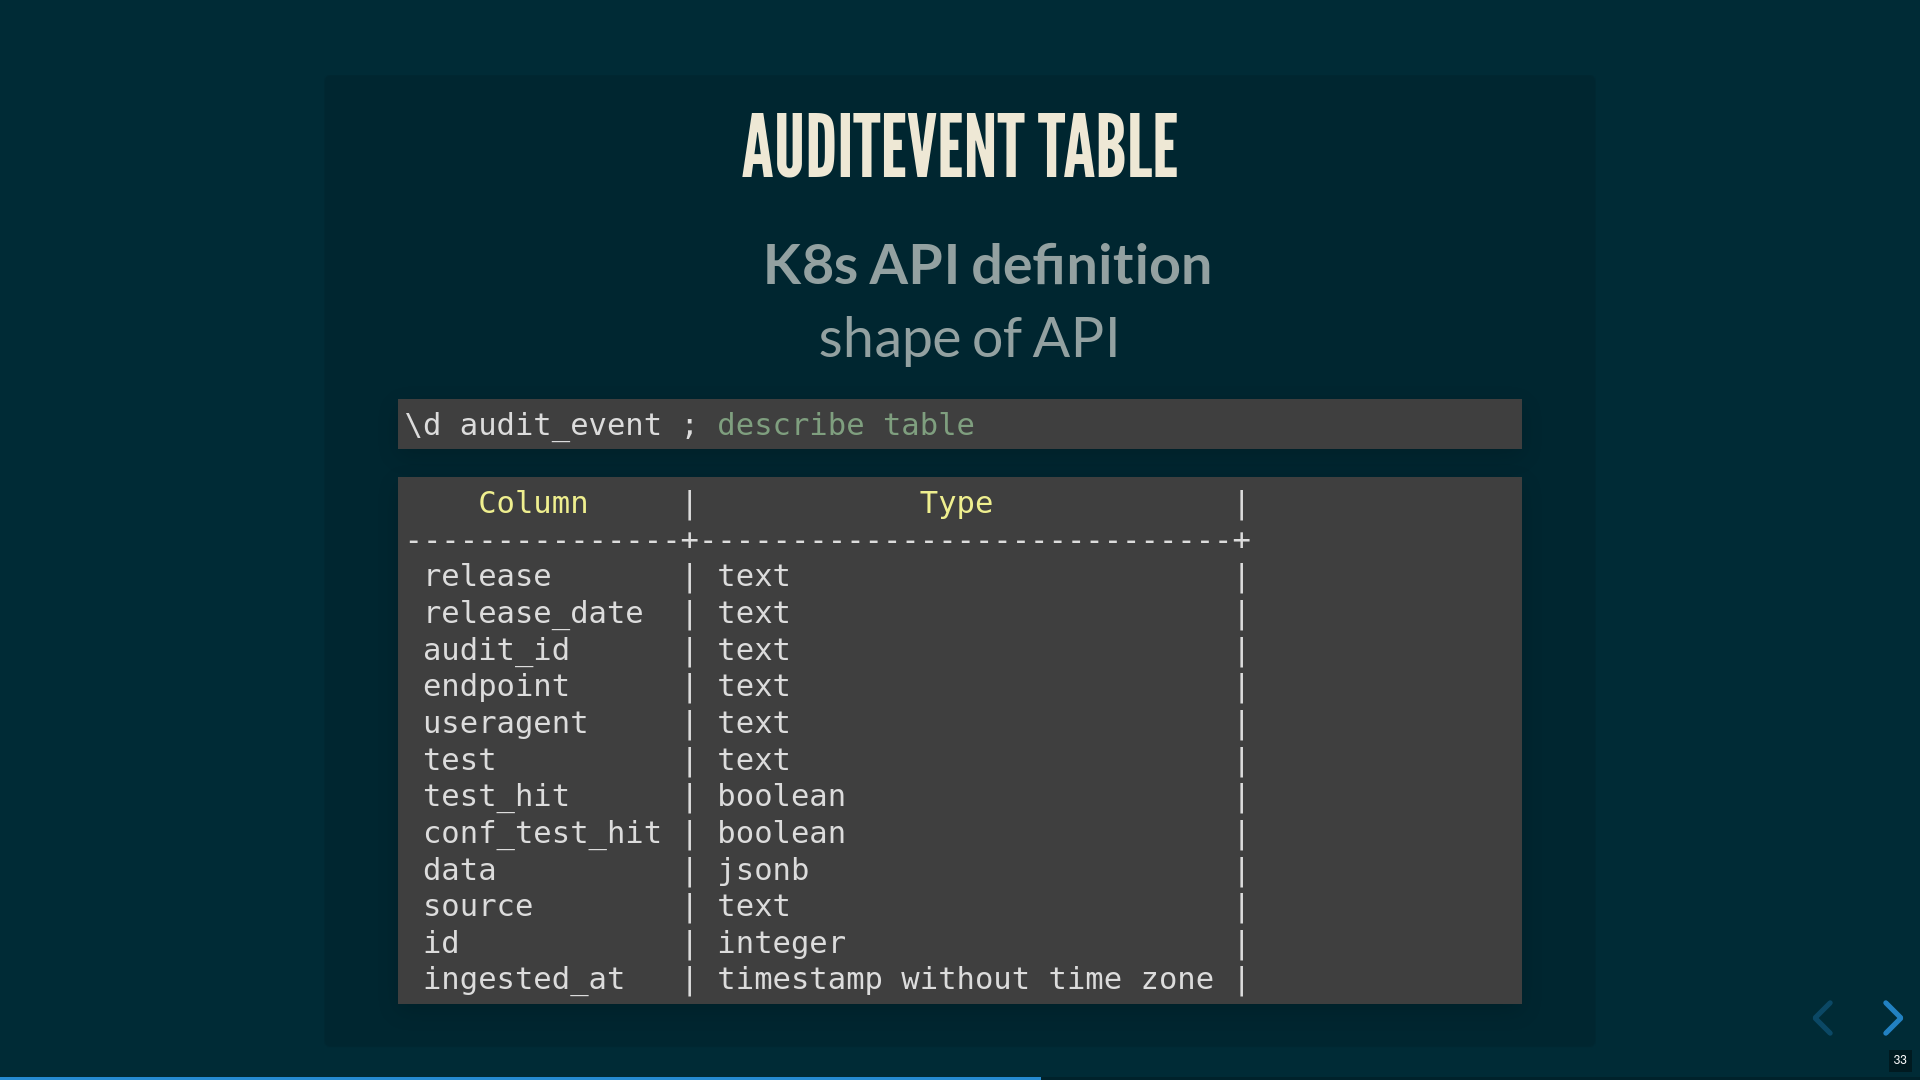 AUDITEVENT TABLE
K8s API definition
shape of API
\d audit_event ; describe table
    Column     |            Type             |
---------------+-----------------------------+
 release       | text                        |
 release_date  | text                        |
 audit_id      | text                        |
 endpoint      | text                        |
 useragent     | text                        |
 test          | text                        |
 test_hit      | boolean                     |
 conf_test_hit | boolean                     |
 data          | jsonb                       |
 source        | text                        |
 id            | integer                     |
 ingested_at   | timestamp without time zone |
33